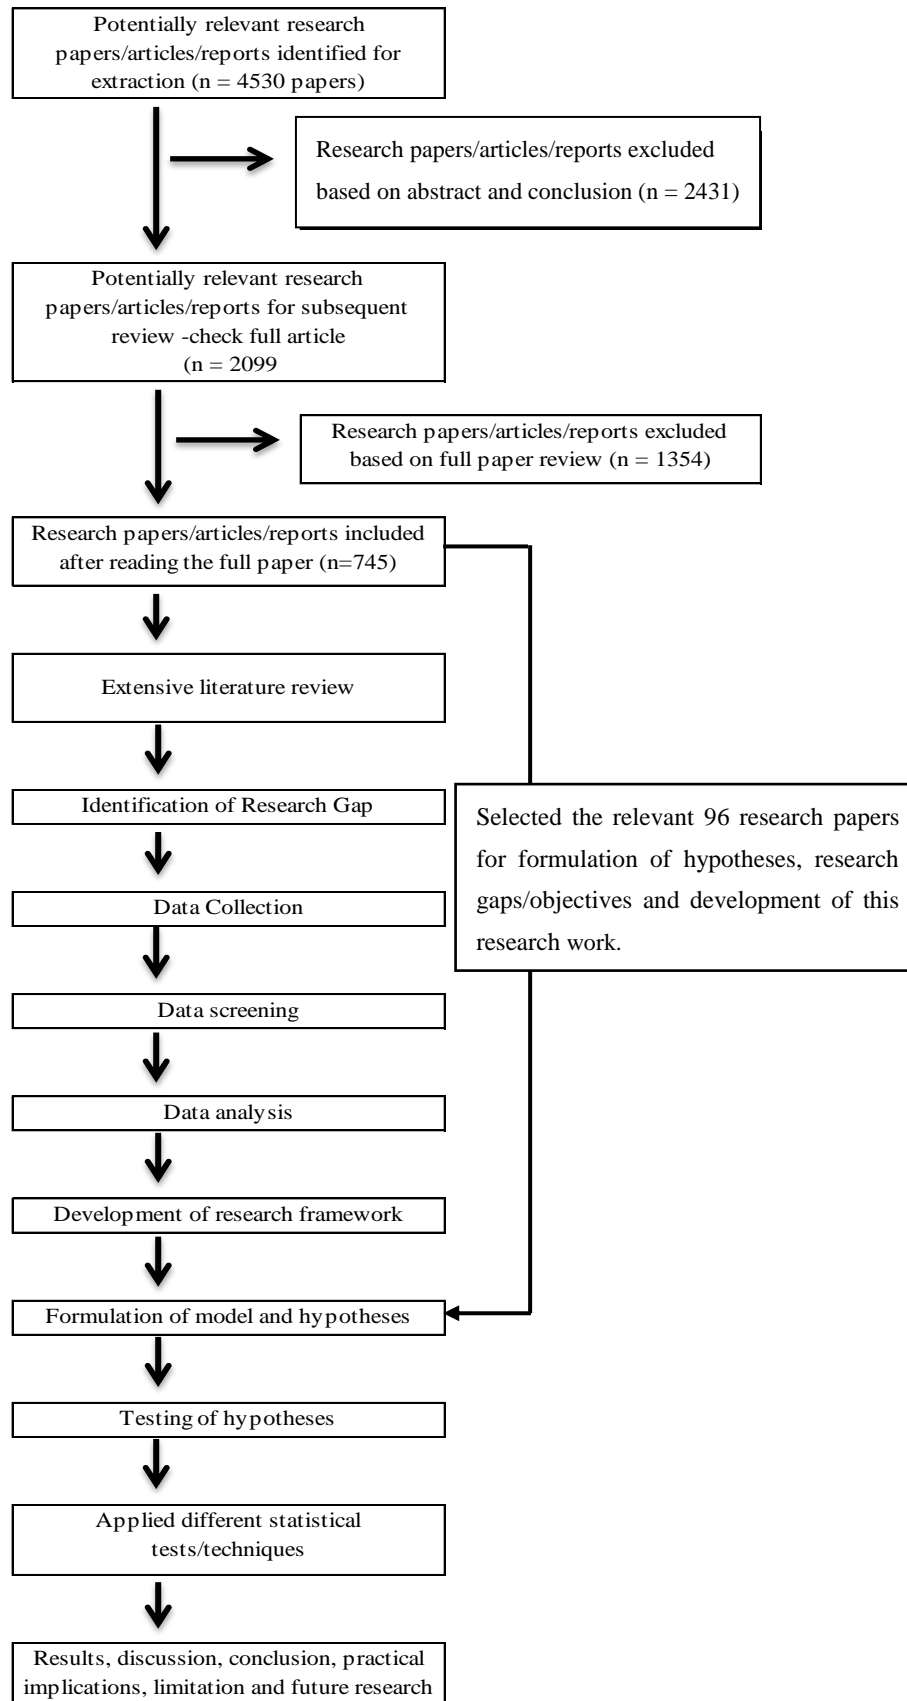 Potentially relevant research
papers/articles/reports identified for
extraction (n = 4530 papers)
Research papers/articles/reports excluded
based on abstract and conclusion (n = 2431)
Potentially relevant research
papers/articles/reports for subsequent
review -check full article
(n = 2099
Research papers/articles/reports excluded
based on full paper review (n = 1354)
Research papers/articles/reports included
after reading the full paper (n=745)
Extensive literature review
Identification of Research Gap
Selected the relevant 96 research papers
for formulation of hypotheses, research
gaps/objectives and development of this
research work.
Data Collection
Data screening
Data analysis
Development of research framework
Formulation of model and hypotheses
Testing of hypotheses
Applied different statistical
tests/techniques
Results, discussion, conclusion, practical
implications, limitation and future research